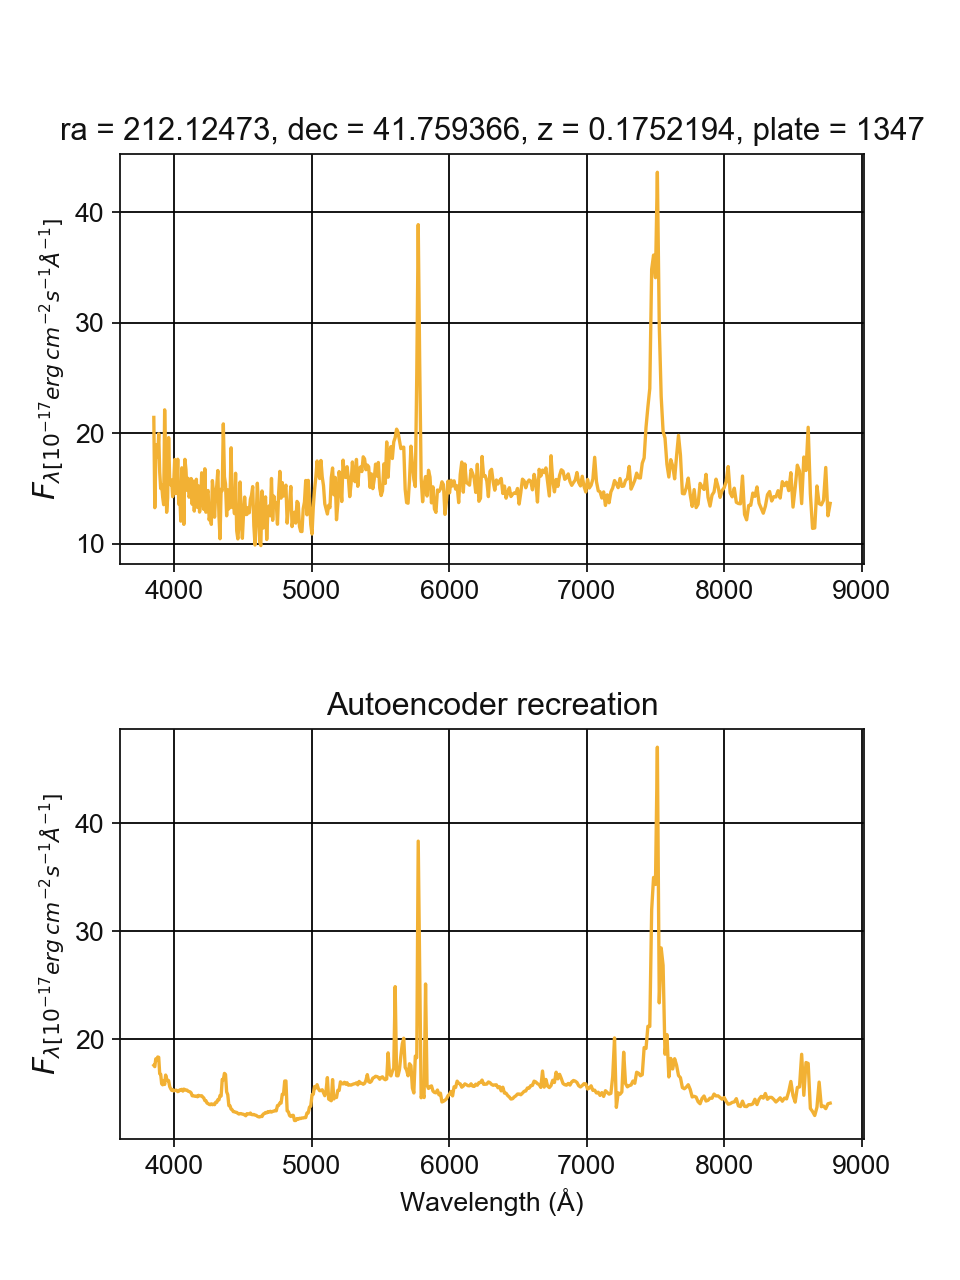 ra = 212.12473, dec = 41.759366, z = 0.1752194, plate = 1347
F_λ[10^−17 erg cm^−2 s^−1 Å^−1]
40
30
20
10
4000 5000 6000 7000 8000 9000
Autoencoder recreation
F_λ[10^−17 erg cm^−2 s^−1 Å^−1]
40
30
20
4000 5000 6000 7000 8000 9000
Wavelength (Å)